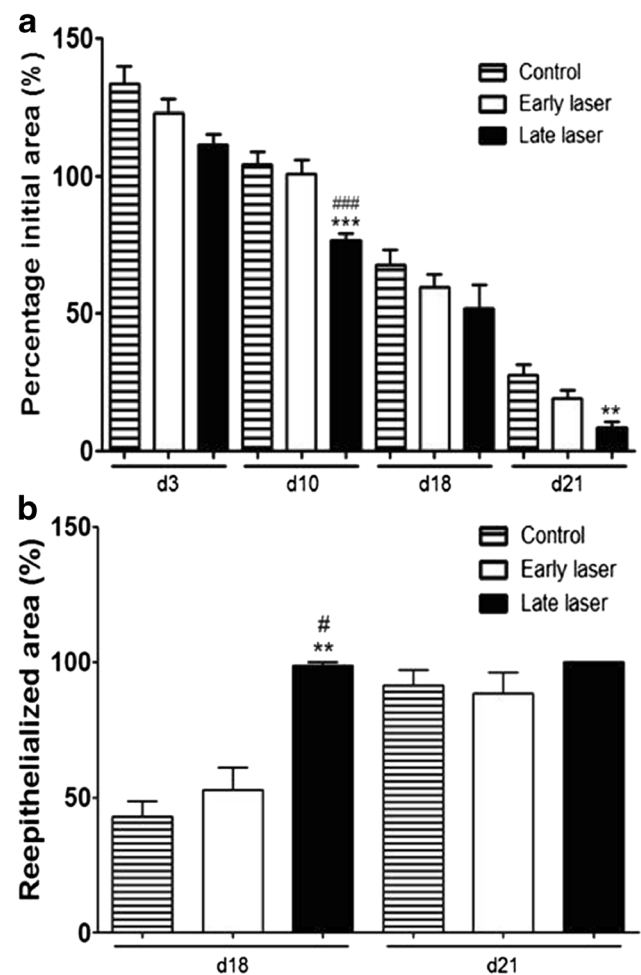 a
Percentage initial area (%)
150
100
50
0
Control
Early laser
Late laser
###
***
**
d3 d10 d18 d21
b
Reepithelialized area (%)
150
100
50
0
Control
Early laser
Late laser
#
**
d18 d21